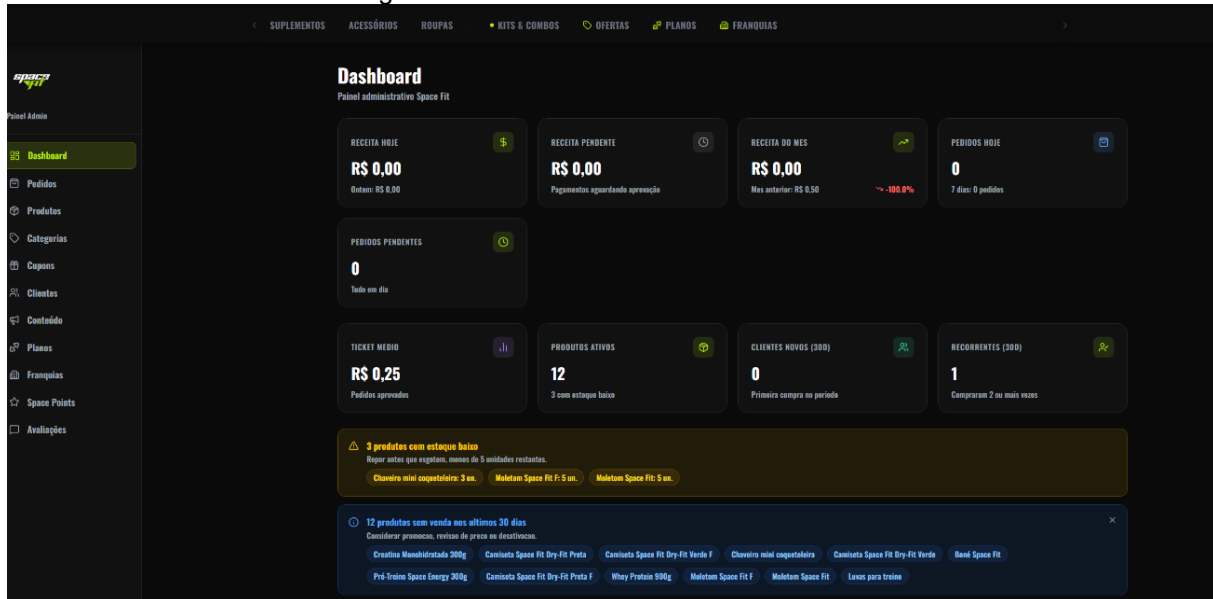 SUPLEMENTOS ACESSÓRIOS ROUPAS • KITS & COMBOS OFERTAS PLANOS FRANQUIAS
space fit
Painel Admin
Dashboard
Pedidos
Produtos
Categorias
Cupons
Clientes
Conteúdo
Planos
Franquias
Space Points
Avaliações
Dashboard
Painel administrativo Space Fit
RECEITA HOJE
R$ 0,00
Ontem: R$ 0,00
RECEITA PENDENTE
R$ 0,00
Pagamentos aguardando aprovação
RECEITA DO MES
R$ 0,00
Mes anterior: R$ 0,50 -100.0%
PEDIDOS HOJE
0
7 dias: 0 pedidos
PEDIDOS PENDENTES
0
Tudo em dia
TICKET MEDIO
R$ 0,25
Pedidos aprovados
PRODUTOS ATIVOS
12
3 com estoque baixo
CLIENTES NOVOS (30D)
0
Primeira compra no periodo
RECORRENTES (30D)
1
Compraram 2 ou mais vezes
3 produtos com estoque baixo
Repor antes que esgotem, menos de 5 unidades restantes.
Chaveiro mini coqueteleira: 3 un. Moletom Space Fit F: 5 un. Moletom Space Fit: 5 un.
12 produtos sem venda nos ultimos 30 dias
Considerar promocao, revisao de preco ou desativacao.
Creatina Monohidratada 300g Camiseta Space Fit Dry-Fit Preta Camiseta Space Fit Dry-Fit Verde F Chaveiro mini coqueteleira Camiseta Space Fit Dry-Fit Verde Boné Space Fit
Pré-Treino Space Energy 300g Camiseta Space Fit Dry-Fit Preta F Whey Protein 900g Moletom Space Fit F Moletom Space Fit Luvas para treino